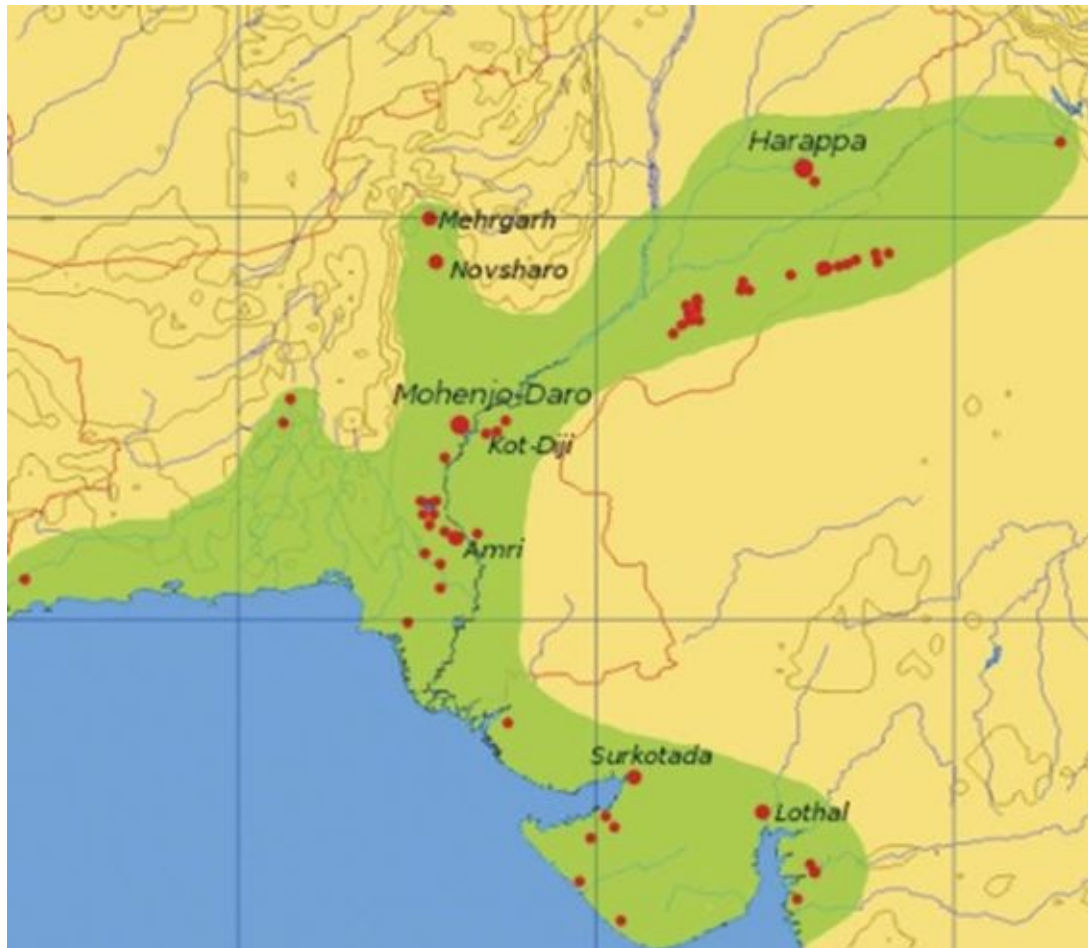 Harappa
Mehrgarh
Novsharo
Mohenjo-Daro
Kot-Diji
Amri
Surkotada
Lothal